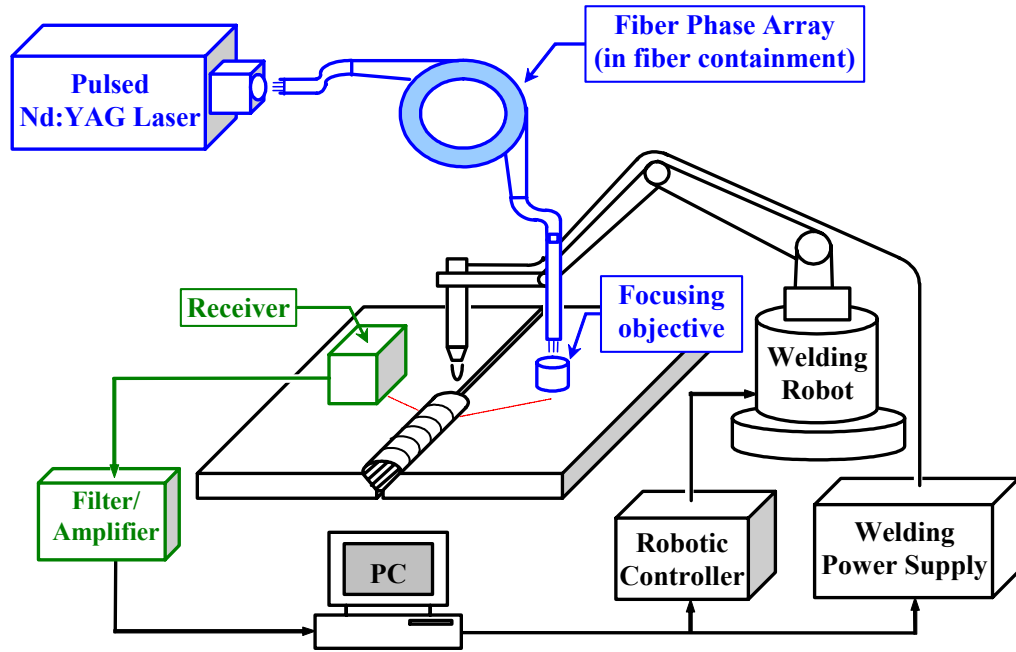 Fiber Phase Array
(in fiber containment)
Pulsed
Nd:YAG Laser
Receiver
Focusing
objective
Welding
Robot
Filter/
Amplifier
PC
Robotic
Controller
Welding
Power Supply